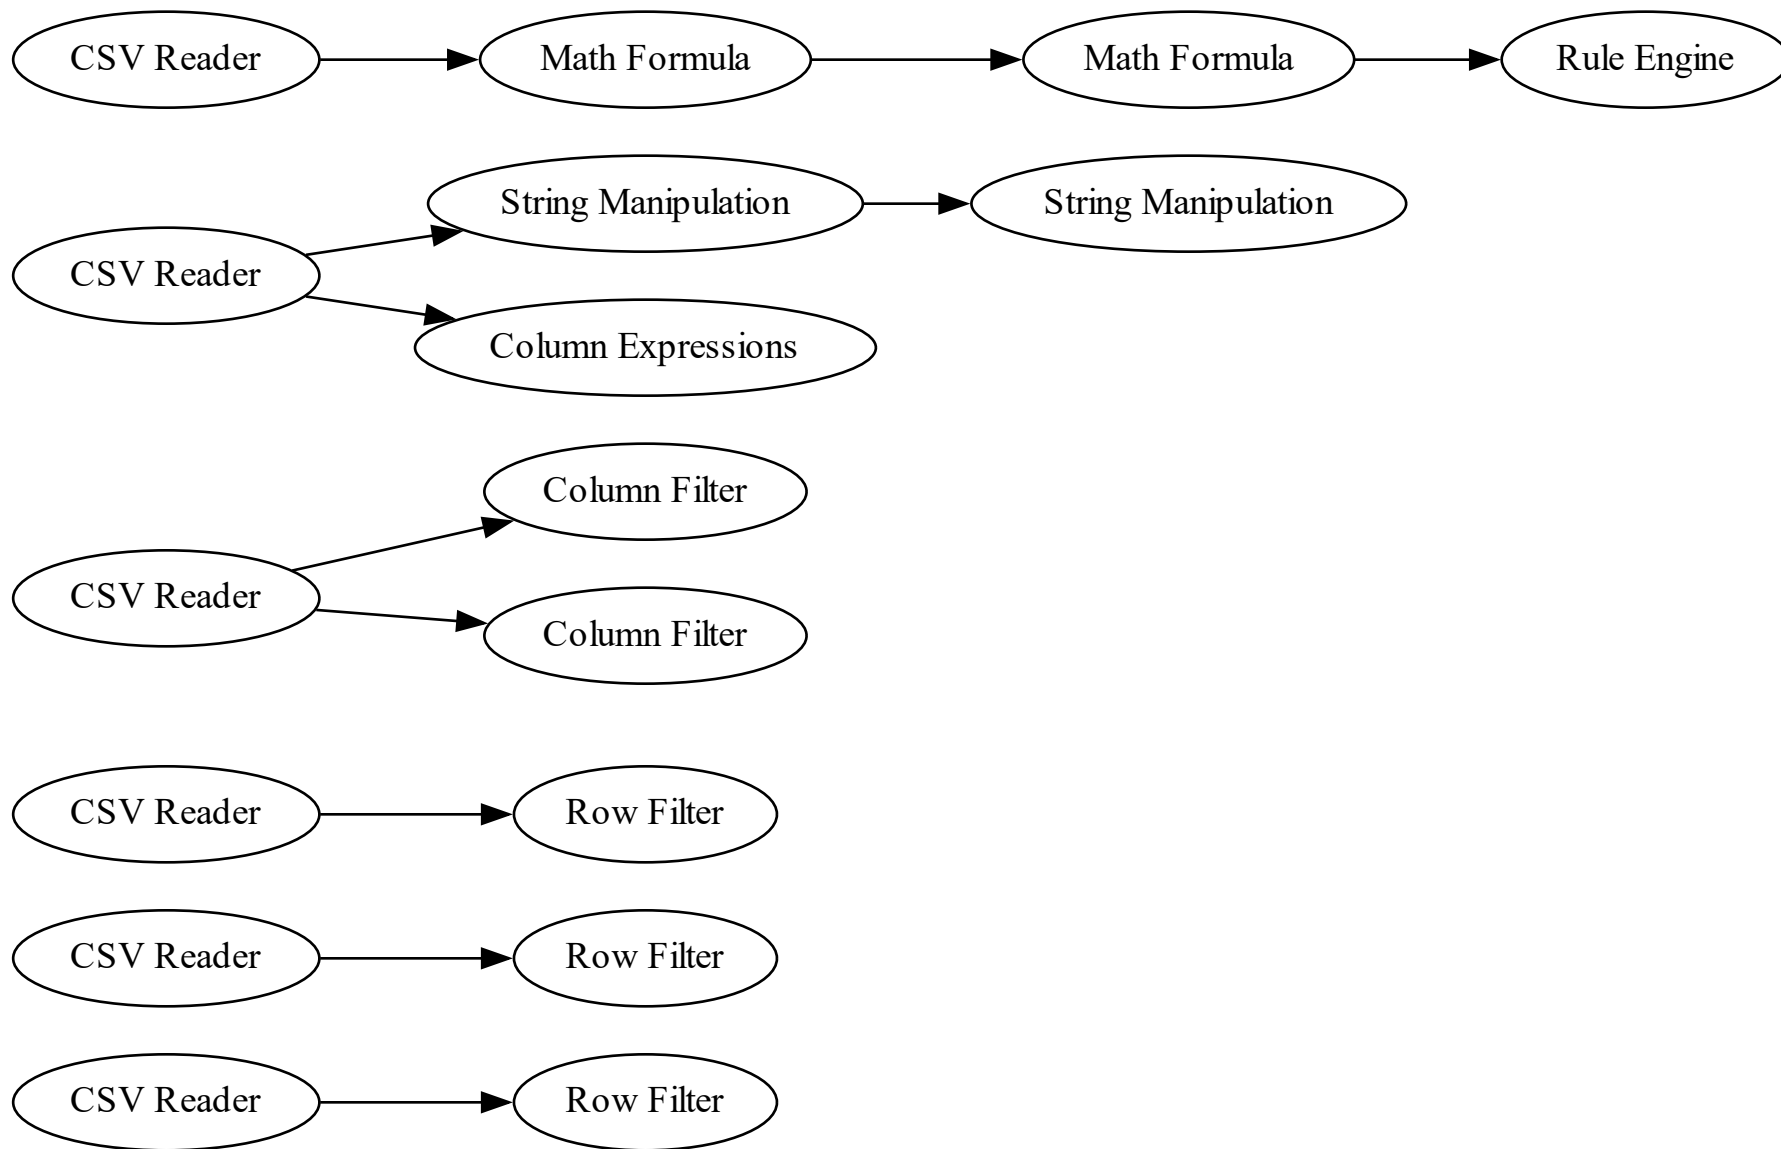 CSV Reader
Math Formula
Math Formula
Rule Engine
String Manipulation
String Manipulation
CSV Reader
Column Expressions
Column Filter
CSV Reader
Column Filter
CSV Reader
Row Filter
CSV Reader
Row Filter
CSV Reader
Row Filter